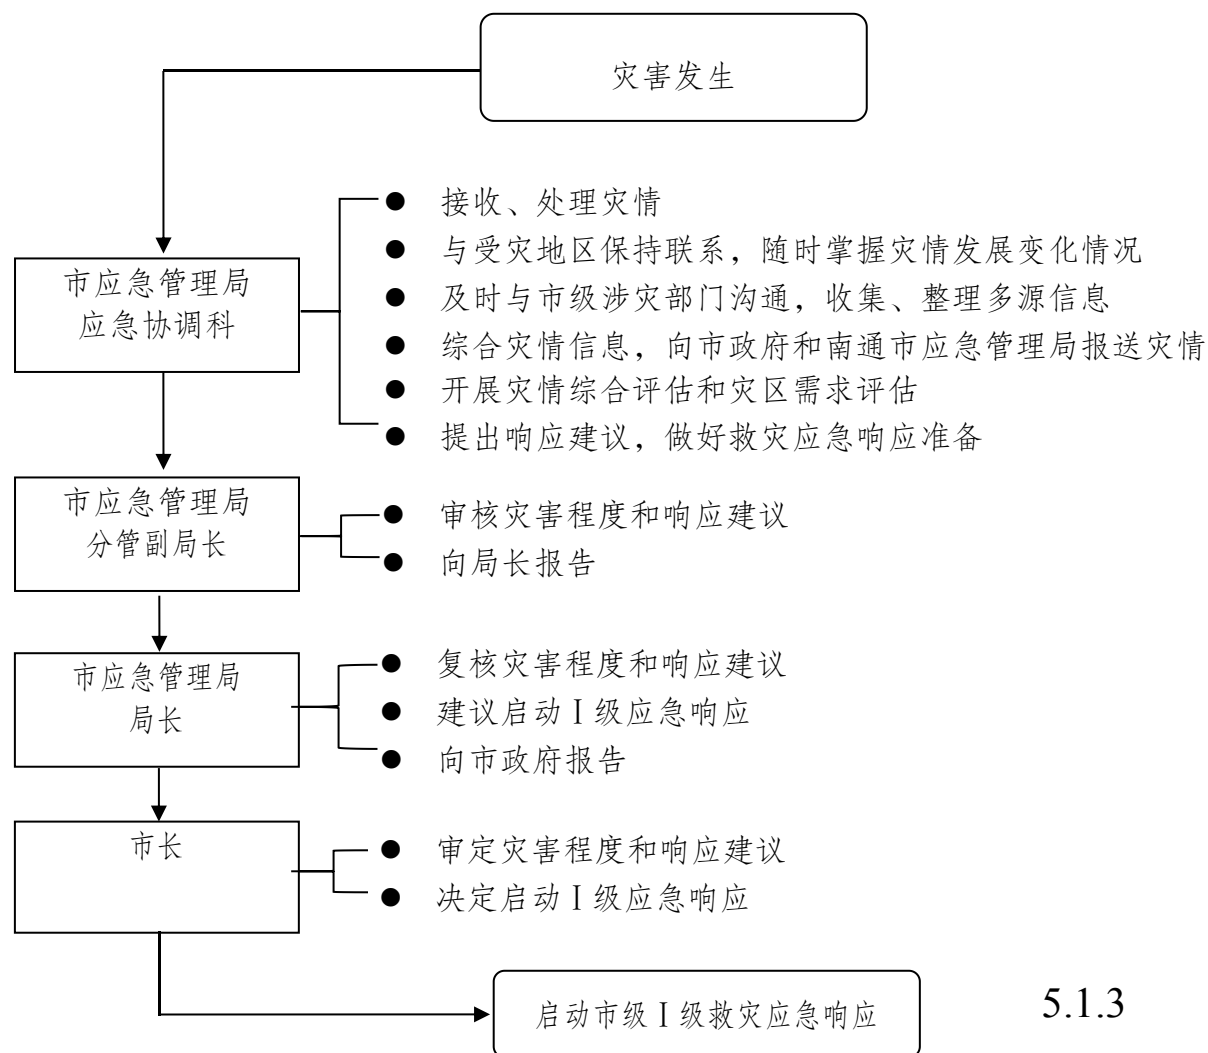 灾害发生
接收、处理灾情
与受灾地区保持联系，随时掌握灾情发展变化情况
市应急管理局
应急协调科
及时与市级涉灾部门沟通，收集、整理多源信息
综合灾情信息，向市政府和南通市应急管理局报送灾情
开展灾情综合评估和灾区需求评估
提出响应建议，做好救灾应急响应准备
市应急管理局
分管副局长
审核灾害程度和响应建议
向局长报告
市应急管理局
局长
复核灾害程度和响应建议
建议启动Ⅰ级应急响应
向市政府报告
市长
审定灾害程度和响应建议
决定启动Ⅰ级应急响应
启动市级Ⅰ级救灾应急响应
5.1.3